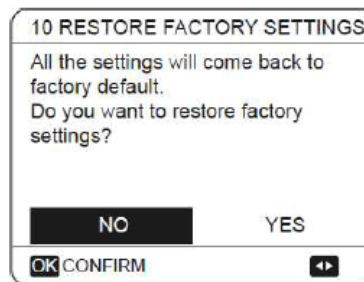 10 RESTORE FACTORY SETTINGS
All the settings will come back to
factory default.
Do you want to restore factory
settings?
NO YES
OK CONFIRM